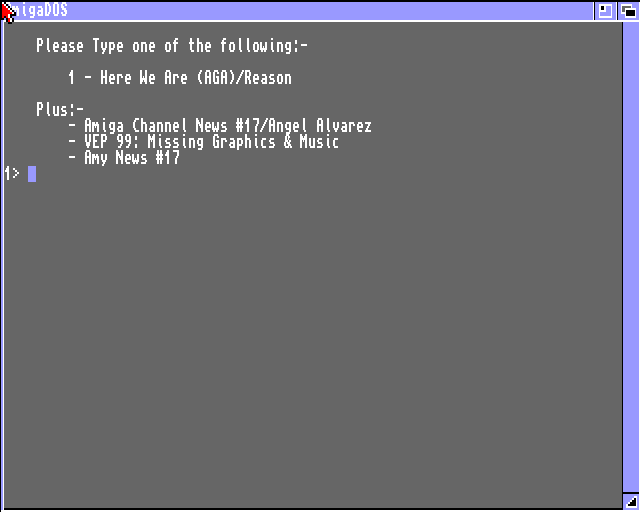 AmigaDOS
Please Type one of the following:-
1 - Here We Are (AGA)/Reason
Plus:-
- Amiga Channel News #17/Angel Alvarez
- VEP 99: Missing Graphics & Music
- Amy News #17
1>